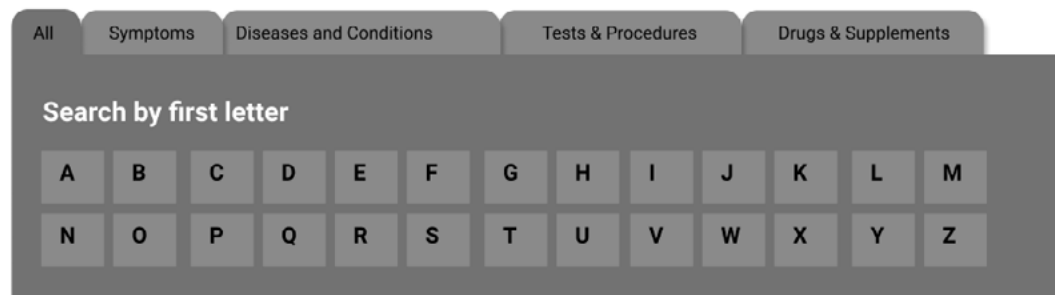 All Symptoms Diseases and Conditions Tests & Procedures Drugs & Supplements
Search by first letter
A B C D E F G H I J K L M
N O P Q R S T U V W X Y Z